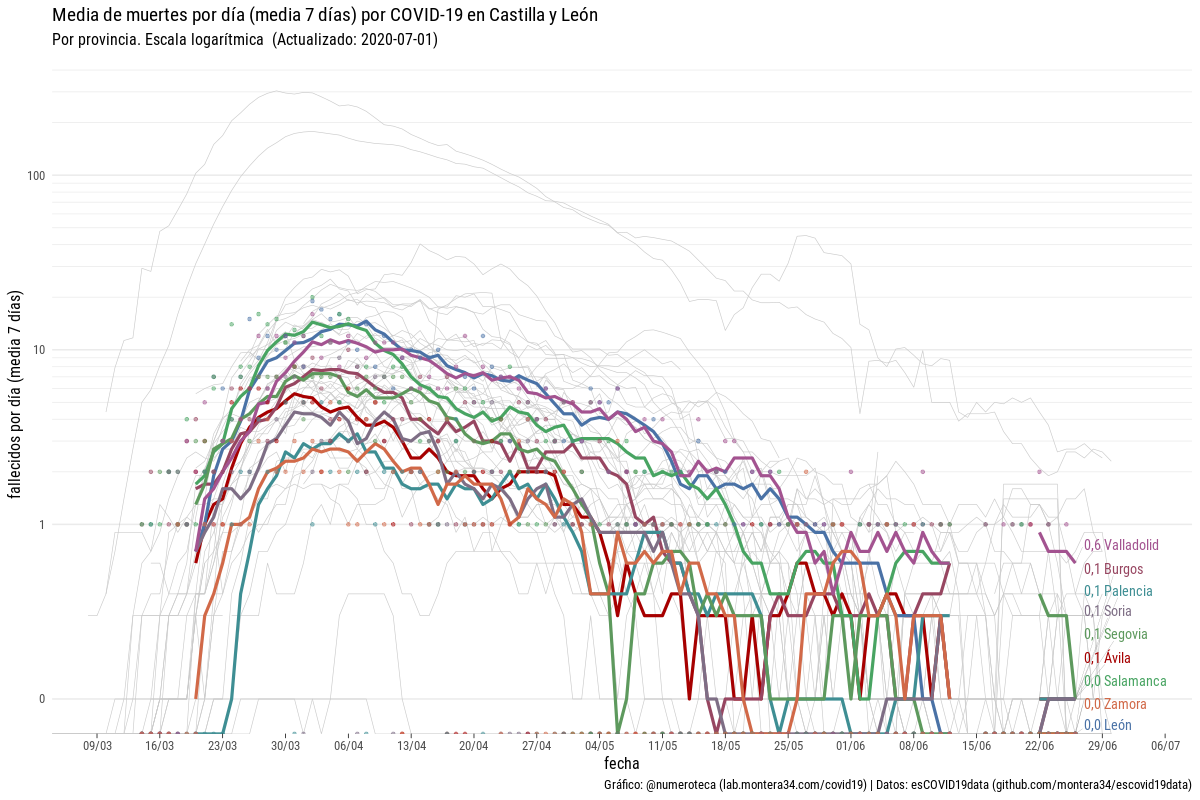 Media de muertes por día (media 7 días) por COVID-19 en Castilla y León
Por provincia. Escala logarítmica (Actualizado: 2020-07-01)
fallecidos por día (media 7 días)
100
10
1
0
0,6 Valladolid
0,1 Burgos
0,1 Palencia
0,1 Soria
0,1 Segovia
0,1 Ávila
0,0 Salamanca
0,0 Zamora
0,0 León
09/03 16/03 23/03 30/03 06/04 13/04 20/04 27/04 04/05 11/05 18/05 25/05 01/06 08/06 15/06 22/06 29/06 06/07
fecha
Gráfico: @numeroteca (lab.montera34.com/covid19) | Datos: esCOVID19data (github.com/montera34/escovid19data)